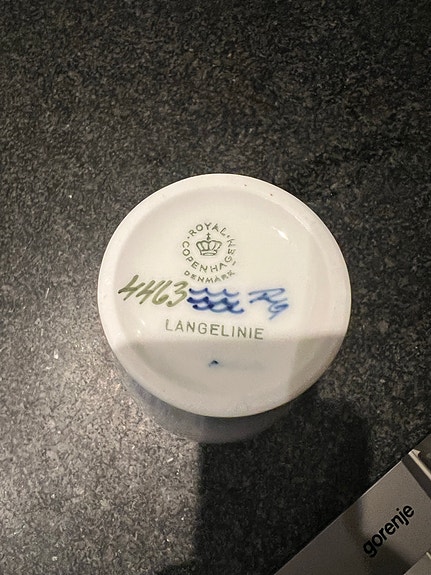 ROYAL COPENHAGEN
DENMARK
4463
LANGELINIE
gorenje